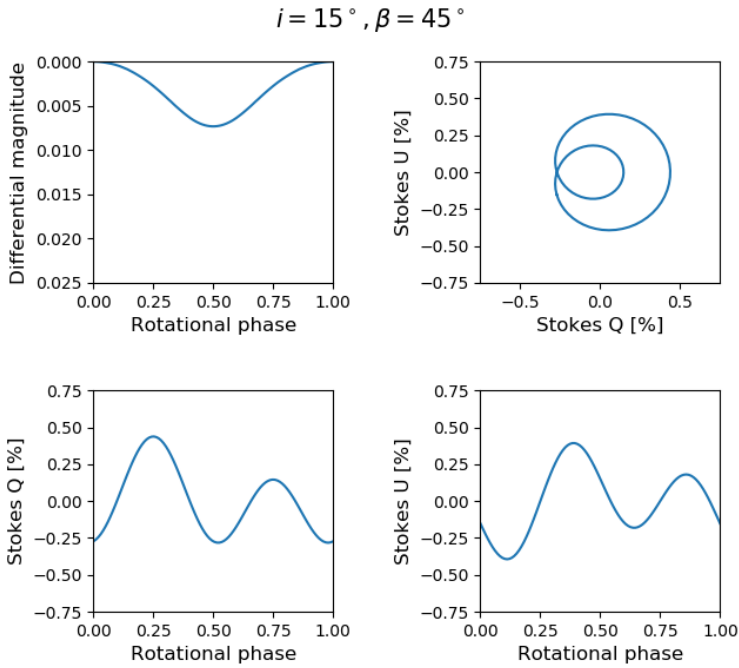 i = 15°, β = 45°
Differential magnitude
0.000
0.005
0.010
0.015
0.020
0.025
0.00 0.25 0.50 0.75 1.00
Rotational phase
Stokes U [%]
0.75
0.50
0.25
0.00
−0.25
−0.50
−0.75
−0.5 0.0 0.5
Stokes Q [%]
Stokes Q [%]
0.75
0.50
0.25
0.00
−0.25
−0.50
−0.75
0.00 0.25 0.50 0.75 1.00
Rotational phase
Stokes U [%]
0.75
0.50
0.25
0.00
−0.25
−0.50
−0.75
0.00 0.25 0.50 0.75 1.00
Rotational phase